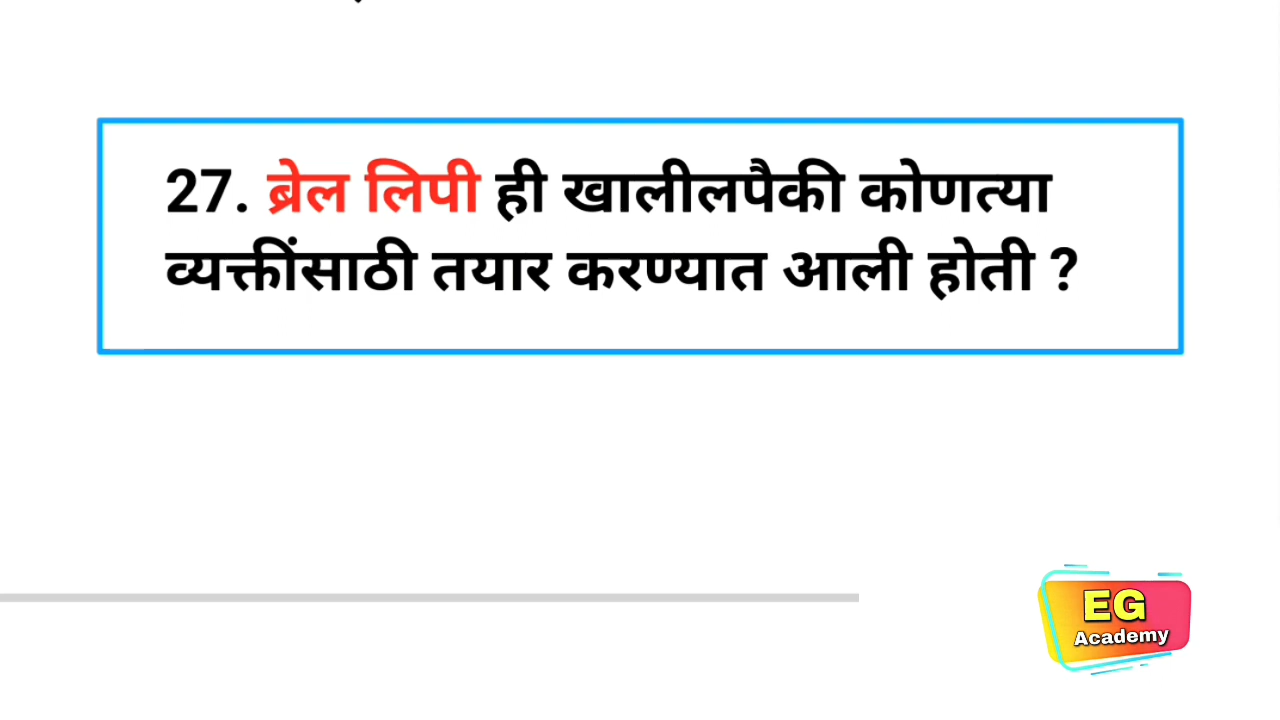 27. ब्रेल लिपी ही खालीलपैकी कोणत्या
व्यक्तींसाठी तयार करण्यात आली होती ?
EG
Academy